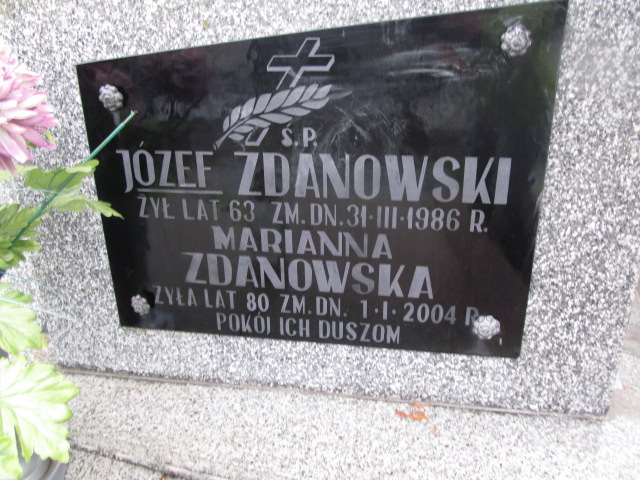 Ś.P.
JÓZEF ZDANOWSKI
ŻYŁ LAT 63 ZM. DN. 31·III·1986 R.
MARIANNA
ZDANOWSKA
ŻYŁA LAT 80 ZM. DN. 1·I·2004 R.
POKÓJ ICH DUSZOM